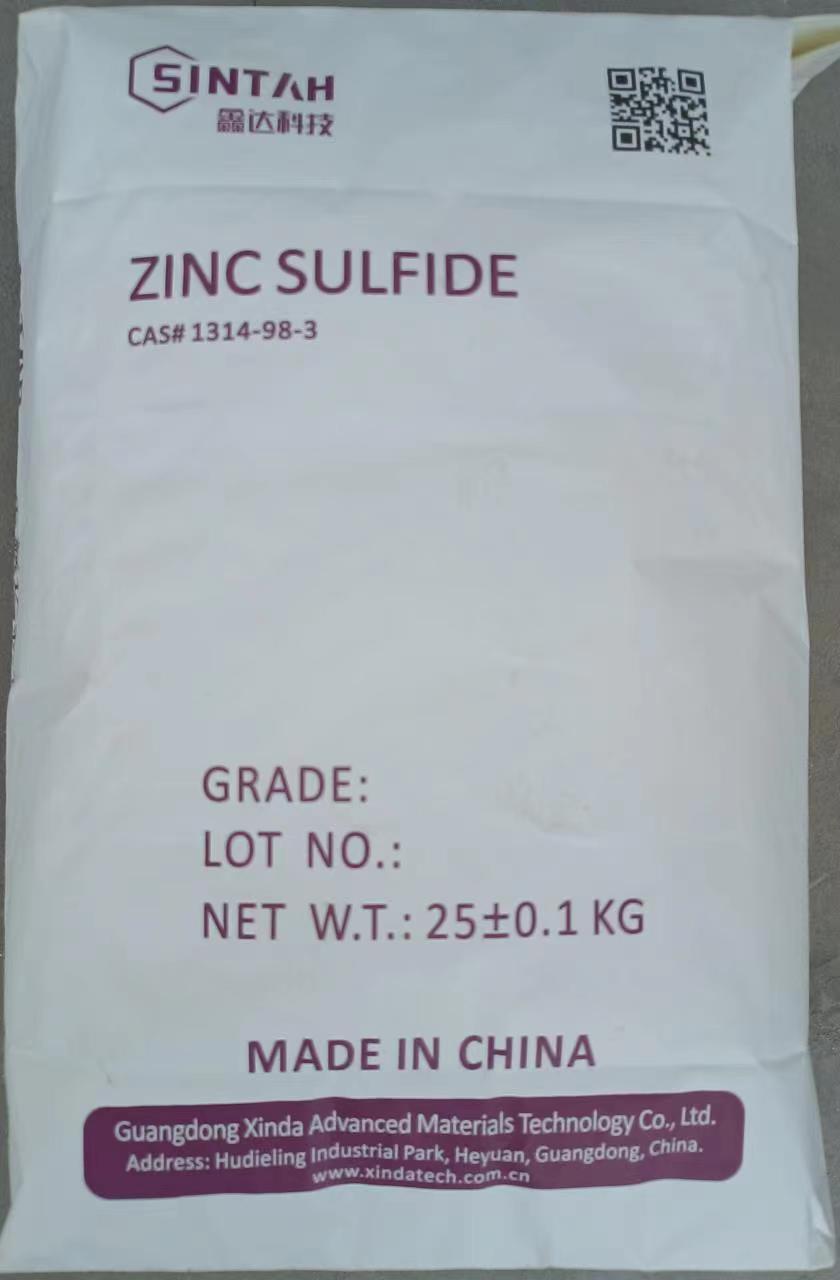 SINTAH
鑫达科技
ZINC SULFIDE
CAS# 1314-98-3
GRADE:
LOT NO.:
NET W.T.: 25±0.1 KG
MADE IN CHINA
Guangdong Xinda Advanced Materials Technology Co., Ltd.
Address: Hudieling Industrial Park, Heyuan, Guangdong, China.
www.xindatech.com.cn